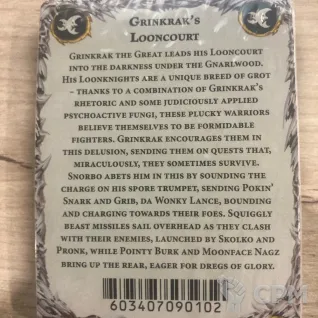 GRINKRAK'S
LOONCOURT
GRINKRAK THE GREAT LEADS HIS LOONCOURT
INTO THE DARKNESS UNDER THE GNARLWOOD.
HIS LOONKNIGHTS ARE A UNIQUE BREED OF GROT
– THANKS TO A COMBINATION OF GRINKRAK'S
RHETORIC AND SOME JUDICIOUSLY APPLIED
PSYCHOACTIVE FUNGI, THESE PLUCKY WARRIORS
BELIEVE THEMSELVES TO BE FORMIDABLE
FIGHTERS. GRINKRAK ENCOURAGES THEM IN
THIS DELUSION, SENDING THEM ON QUESTS THAT,
MIRACULOUSLY, THEY SOMETIMES SURVIVE.
SNORBO ABETS HIM IN THIS BY SOUNDING THE
CHARGE ON HIS SPORE TRUMPET, SENDING POKIN'
SNARK AND GRIB, DA WONKY LANCE, BOUNDING
AND CHARGING TOWARDS THEIR FOES. SQUIGGLY
BEAST MISSILES SAIL OVERHEAD AS THEY CLASH
WITH THEIR ENEMIES, LAUNCHED BY SKOLKO AND
PRONK, WHILE POINTY BURK AND MOONFACE NAGZ
BRING UP THE REAR, EAGER FOR DREGS OF GLORY.
603407090102